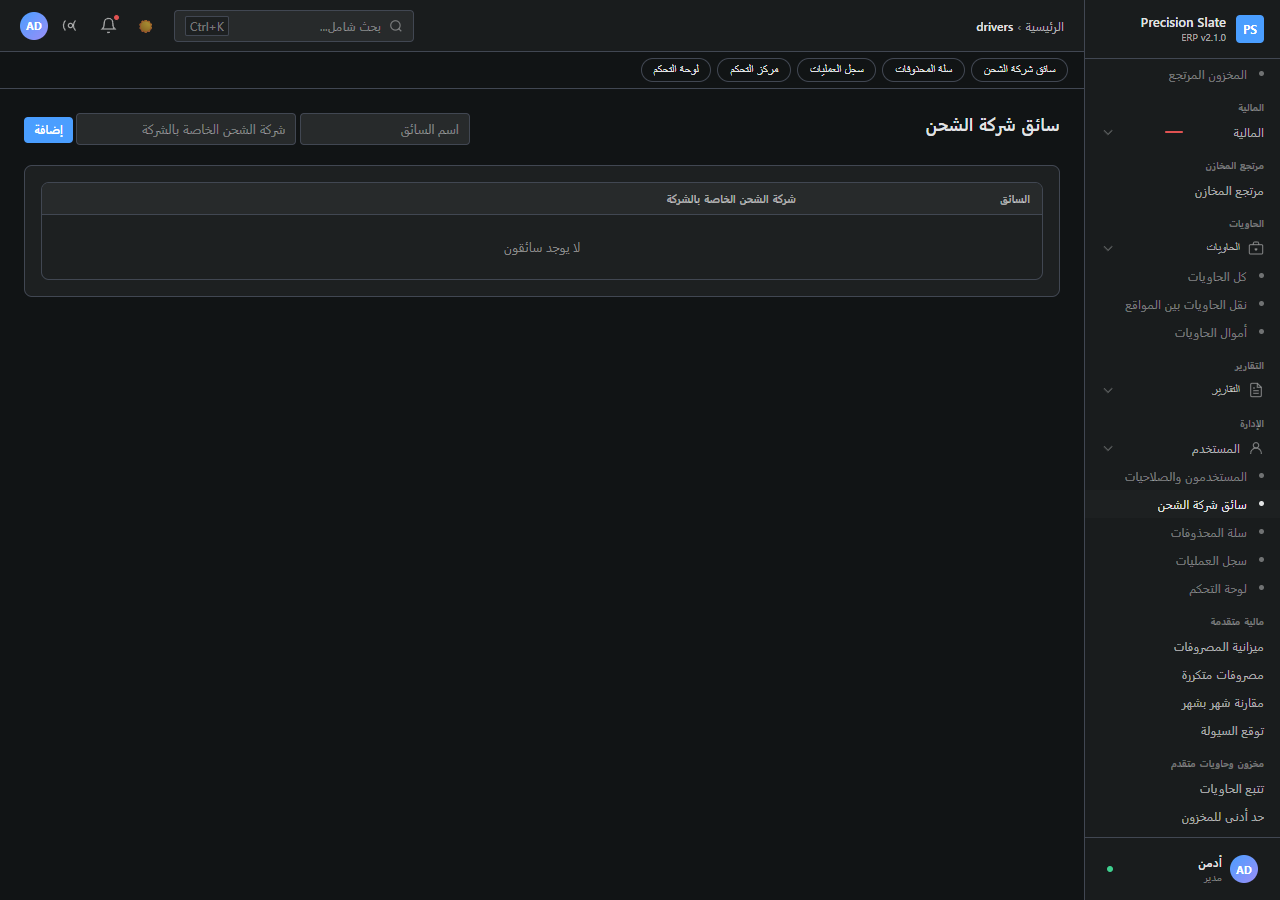 Precision Slate
ERP v2.1.0
PS
الرئيسية › drivers
بحث شامل...
Ctrl+K
AD
سائق شركة الشحن
سلة المحذوفات
سجل العمليات
مركز التحكم
لوحة التحكم
سائق شركة الشحن
اسم السائق
شركة الشحن الخاصة بالشركة
إضافة
السائق
شركة الشحن الخاصة بالشركة
لا يوجد سائقون
المخزون المرتجع
المالية
المالية
مرتجع المخازن
مرتجع المخازن
الحاويات
الحاويات
كل الحاويات
نقل الحاويات بين المواقع
أموال الحاويات
التقارير
التقارير
الإدارة
المستخدم
المستخدمون والصلاحيات
سائق شركة الشحن
سلة المحذوفات
سجل العمليات
لوحة التحكم
مالية متقدمة
ميزانية المصروفات
مصروفات متكررة
مقارنة شهر بشهر
توقع السيولة
مخزون وحاويات متقدم
تتبع الحاويات
حد أدنى للمخزون
AD
أدمن
مدير